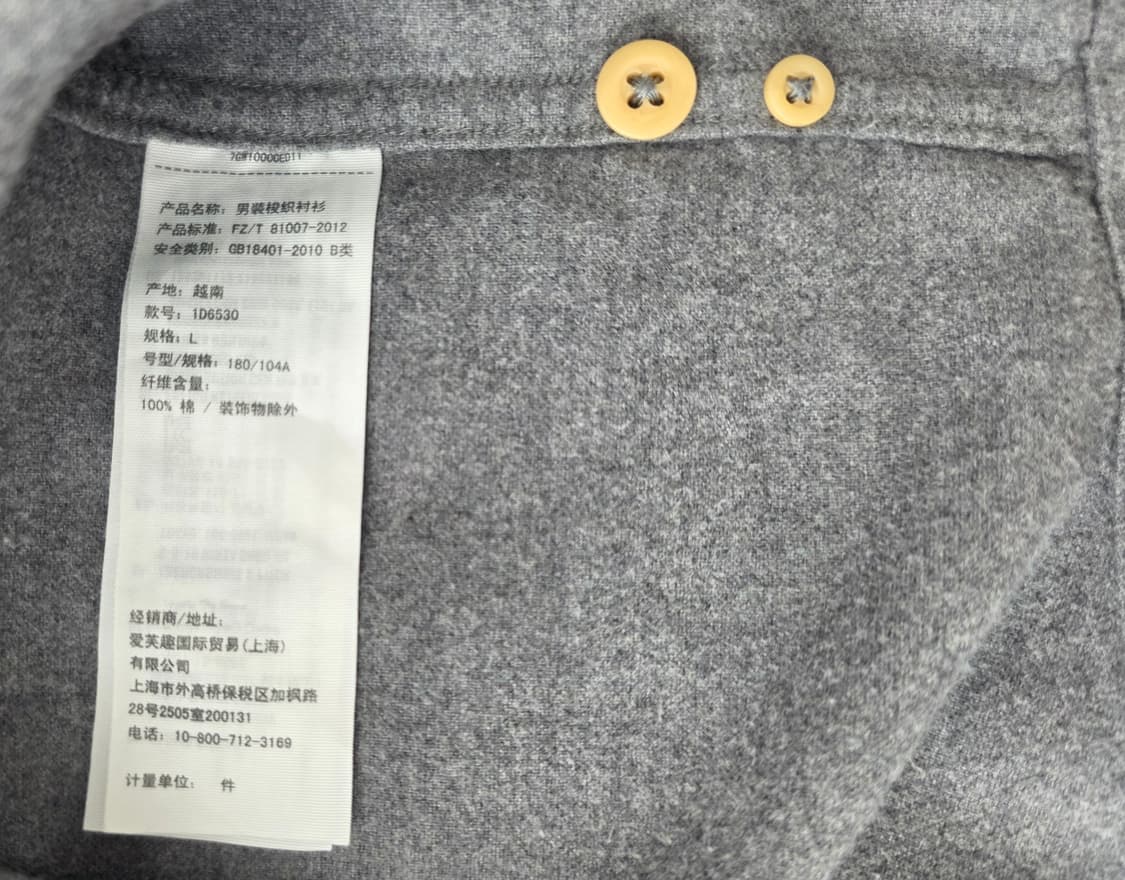 产品名称：男装梭织衬衫
产品标准：FZ/T 81007-2012
安全类别：GB18401-2010 B类
产地：越南
款号：1D6530
规格：L
号型/规格：180/104A
纤维含量：
100% 棉 / 装饰物除外
经销商/地址：
爱芙趣国际贸易(上海)
有限公司
上海市外高桥保税区加枫路
28号2505室200131
电话：10-800-712-3169
计量单位： 件